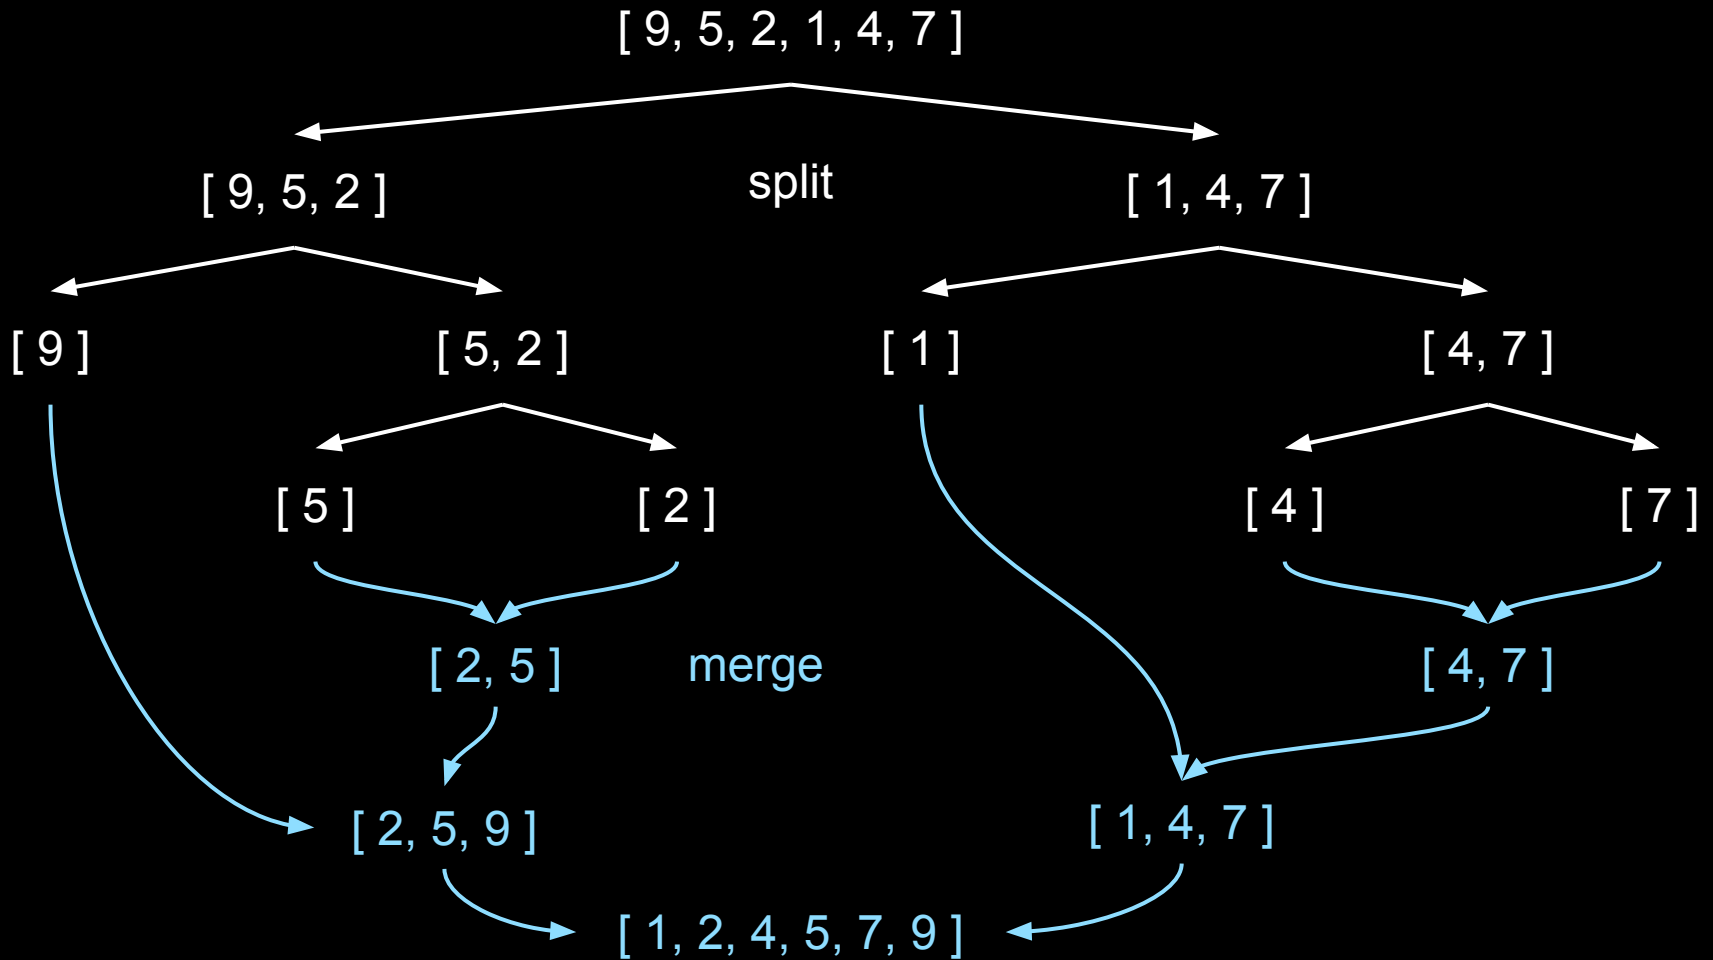 [ 9, 5, 2, 1, 4, 7 ]
split
[ 9, 5, 2 ]
[ 1, 4, 7 ]
[ 9 ]
[ 5, 2 ]
[ 1 ]
[ 4, 7 ]
[ 5 ]
[ 2 ]
[ 4 ]
[ 7 ]
[ 2, 5 ]
merge
[ 4, 7 ]
[ 2, 5, 9 ]
[ 1, 4, 7 ]
[ 1, 2, 4, 5, 7, 9 ]